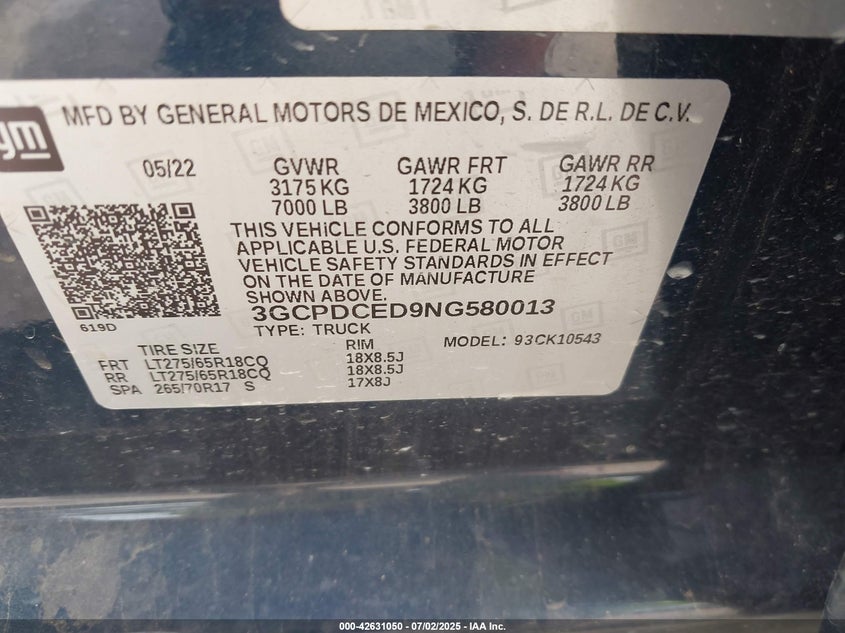 gm
MFD BY GENERAL MOTORS DE MEXICO, S. DE R.L. DE C.V.
05/22 GVWR GAWR FRT GAWR RR
3175 KG 1724 KG 1724 KG
7000 LB 3800 LB 3800 LB
THIS VEHICLE CONFORMS TO ALL
APPLICABLE U.S. FEDERAL MOTOR
VEHICLE SAFETY STANDARDS IN EFFECT
ON THE DATE OF MANUFACTURE
SHOWN ABOVE.
3GCPDCED9NG580013
619D
TYPE: TRUCK MODEL: 93CK10543
TIRE SIZE RIM
FRT LT275/65R18CQ 18X8.5J
RR LT275/65R18CQ 18X8.5J
SPA 265/70R17 S 17X8J
000-42631050 - 07/02/2025 - IAA Inc.